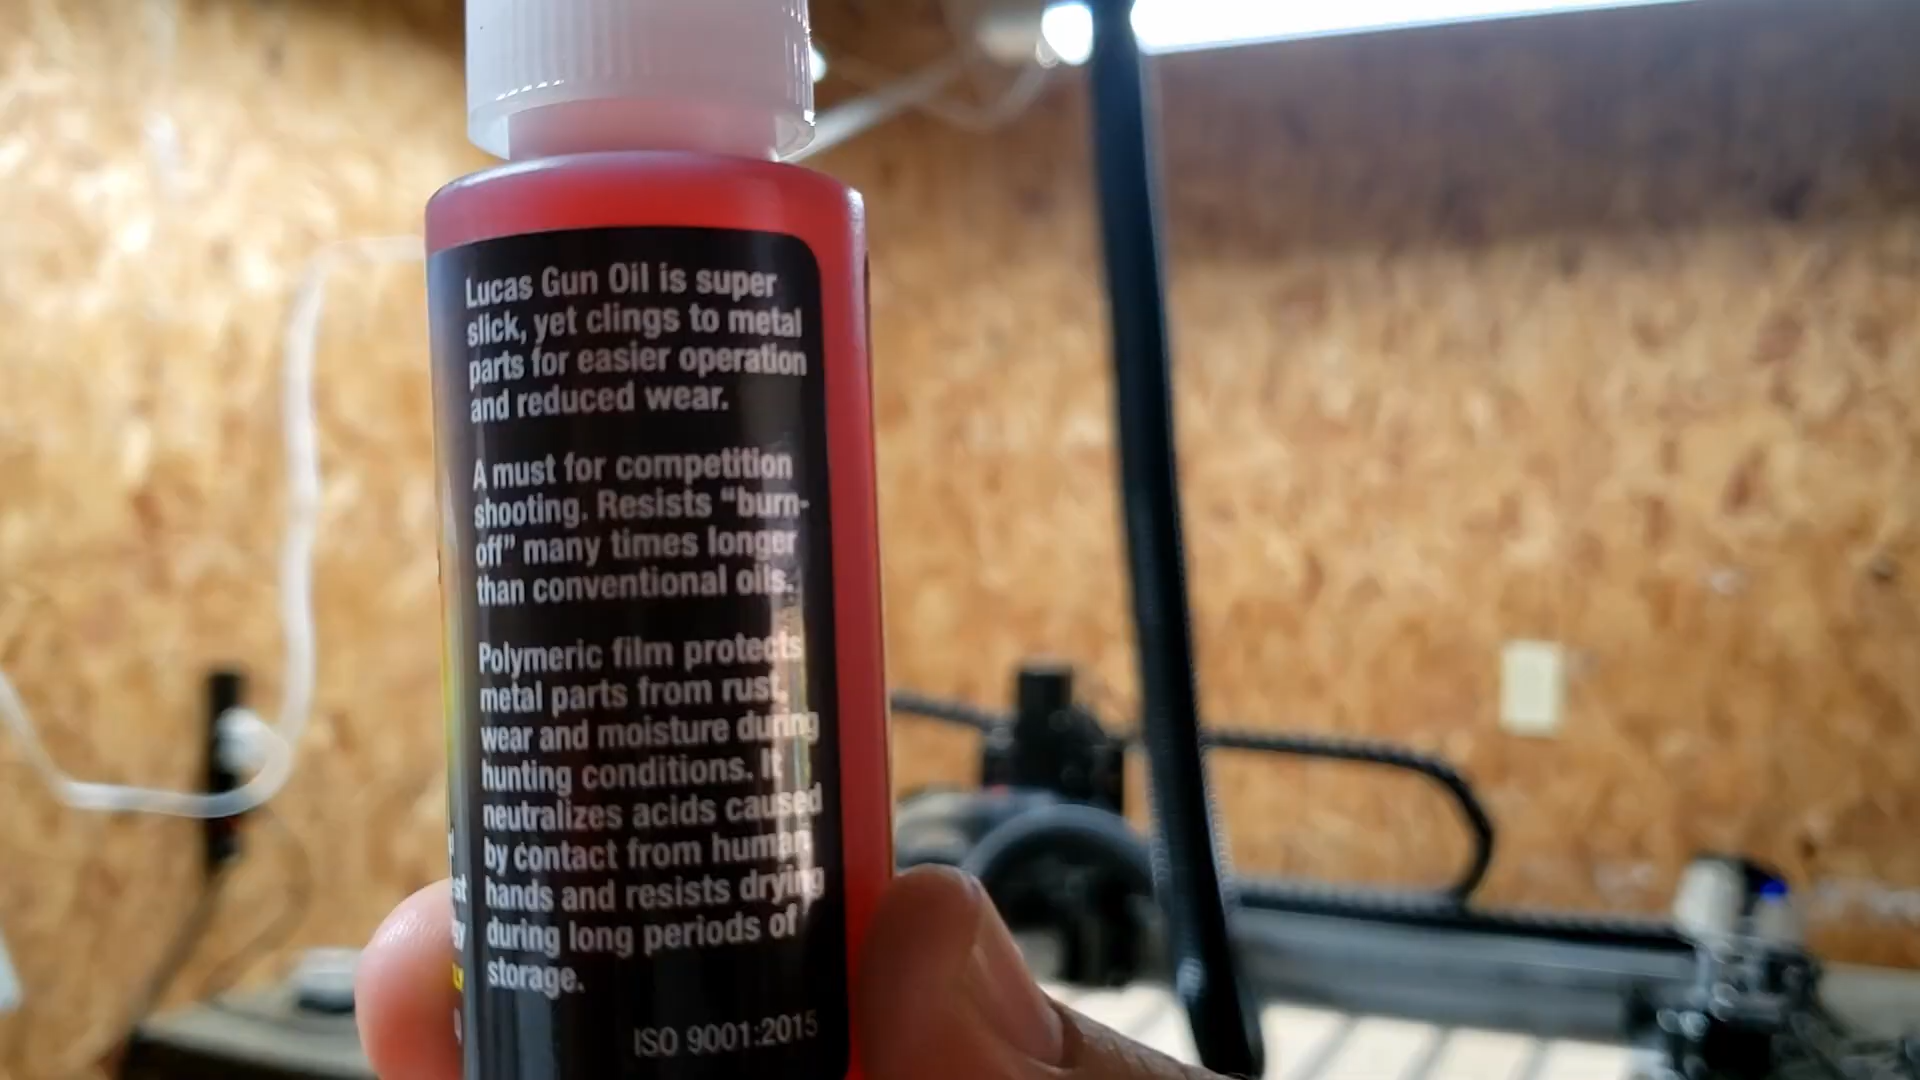 Lucas Gun Oil is super
slick, yet clings to metal
parts for easier operation
and reduced wear.
A must for competition
shooting. Resists “burn-
off” many times longer
than conventional oils.
Polymeric film protects
metal parts from rust,
wear and moisture during
hunting conditions. It
neutralizes acids caused
by contact from human
hands and resists drying
during long periods of
storage.
ISO 9001:2015